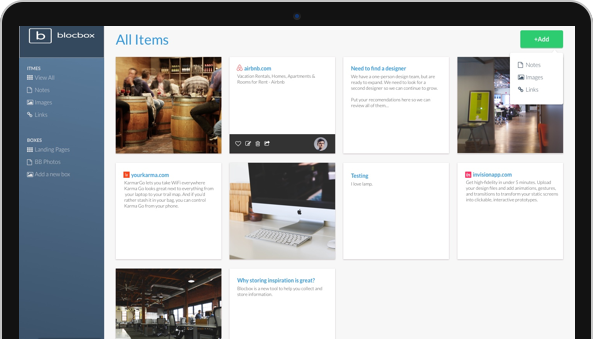 blocbox
ITMES
View All
Notes
Images
Links
BOXES
Landing Pages
BB Photos
Add a new box
All Items
+Add
Notes
Images
Links
airbnb.com
Vacation Rentals, Homes, Apartments &
Rooms for Rent - Airbnb
Need to find a designer
We have a one-person design team, but are
ready to expand. We need to look for a
second designer so we can continue to grow.
Put your recomendations here so we can
review all of them...
yourkarma.com
Karma Go lets you take WiFi everywhere.
Karma Go looks great next to everything from
your laptop to your trail map. And if you'd
rather stash it in your bag, you can control
Karma Go from your phone.
Testing
I love lamp.
invisionapp.com
Get high-fidelity in under 5 minutes. Upload
your design files and add animations, gestures,
and transitions to transform your static screens
into clickable, interactive prototypes.
Why storing inspiration is great?
Blocbox is a new tool to help you collect and
store information.